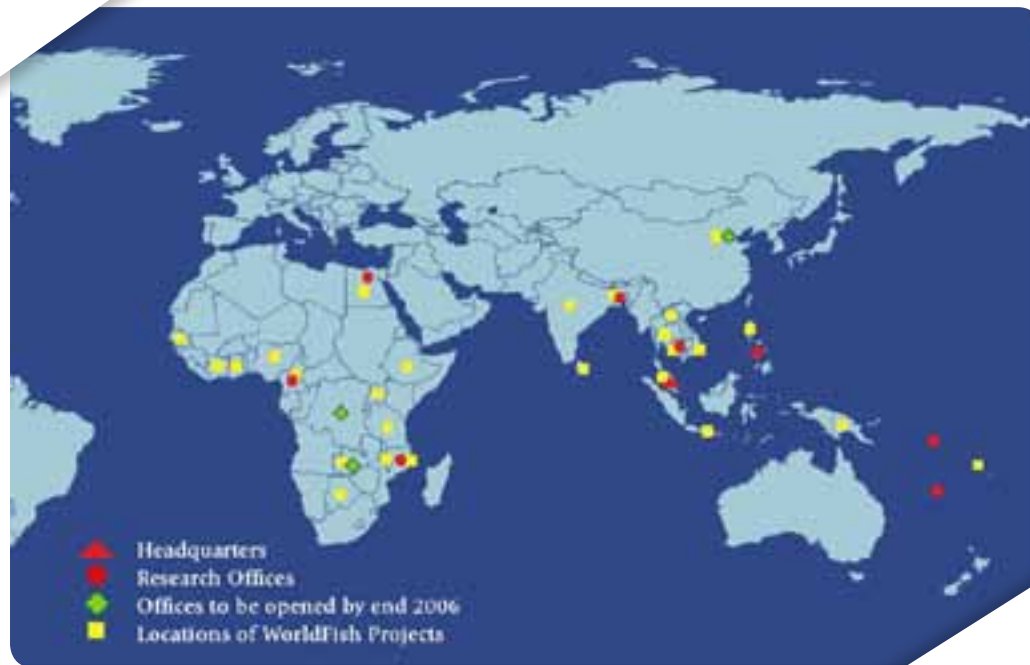 Headquarters
Research Offices
Offices to be opened by end 2006
Locations of WorldFish Projects